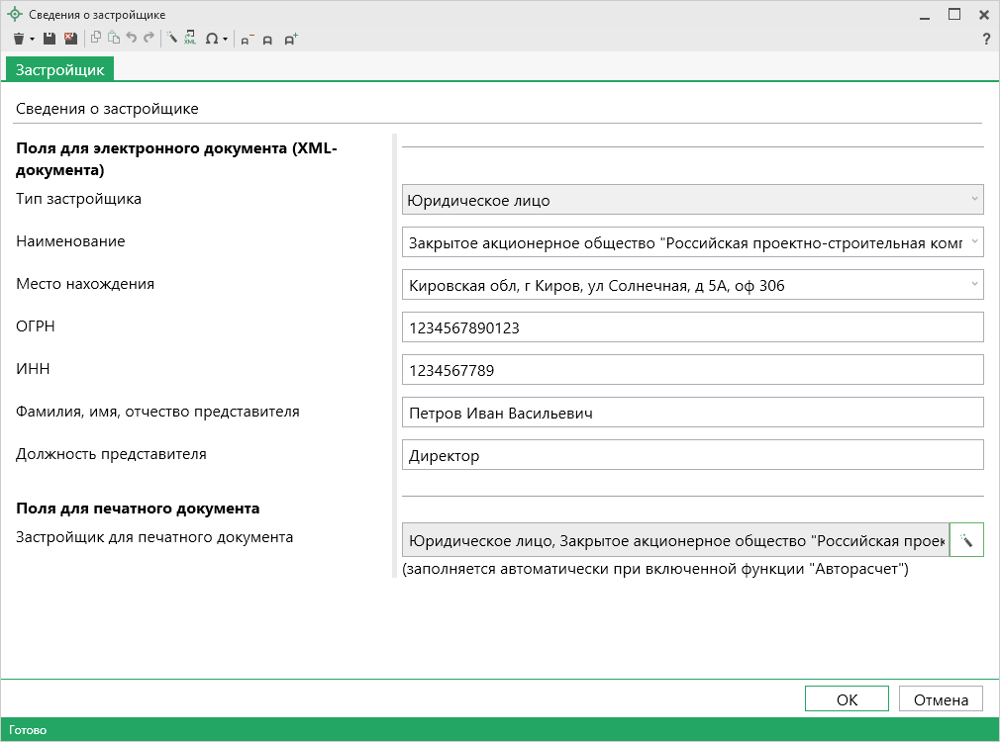 Сведения о застройщике
XML
Ω
A⁻ A A⁺
?
Застройщик
Сведения о застройщике
Поля для электронного документа (XML-
документа)
Тип застройщика
Юридическое лицо
Наименование
Закрытое акционерное общество "Российская проектно-строительная комг
Место нахождения
Кировская обл, г Киров, ул Солнечная, д 5А, оф 306
ОГРН
1234567890123
ИНН
1234567789
Фамилия, имя, отчество представителя
Петров Иван Васильевич
Должность представителя
Директор
Поля для печатного документа
Застройщик для печатного документа
Юридическое лицо, Закрытое акционерное общество "Российская проек
(заполняется автоматически при включенной функции "Авторасчет")
ОК
Отмена
Готово